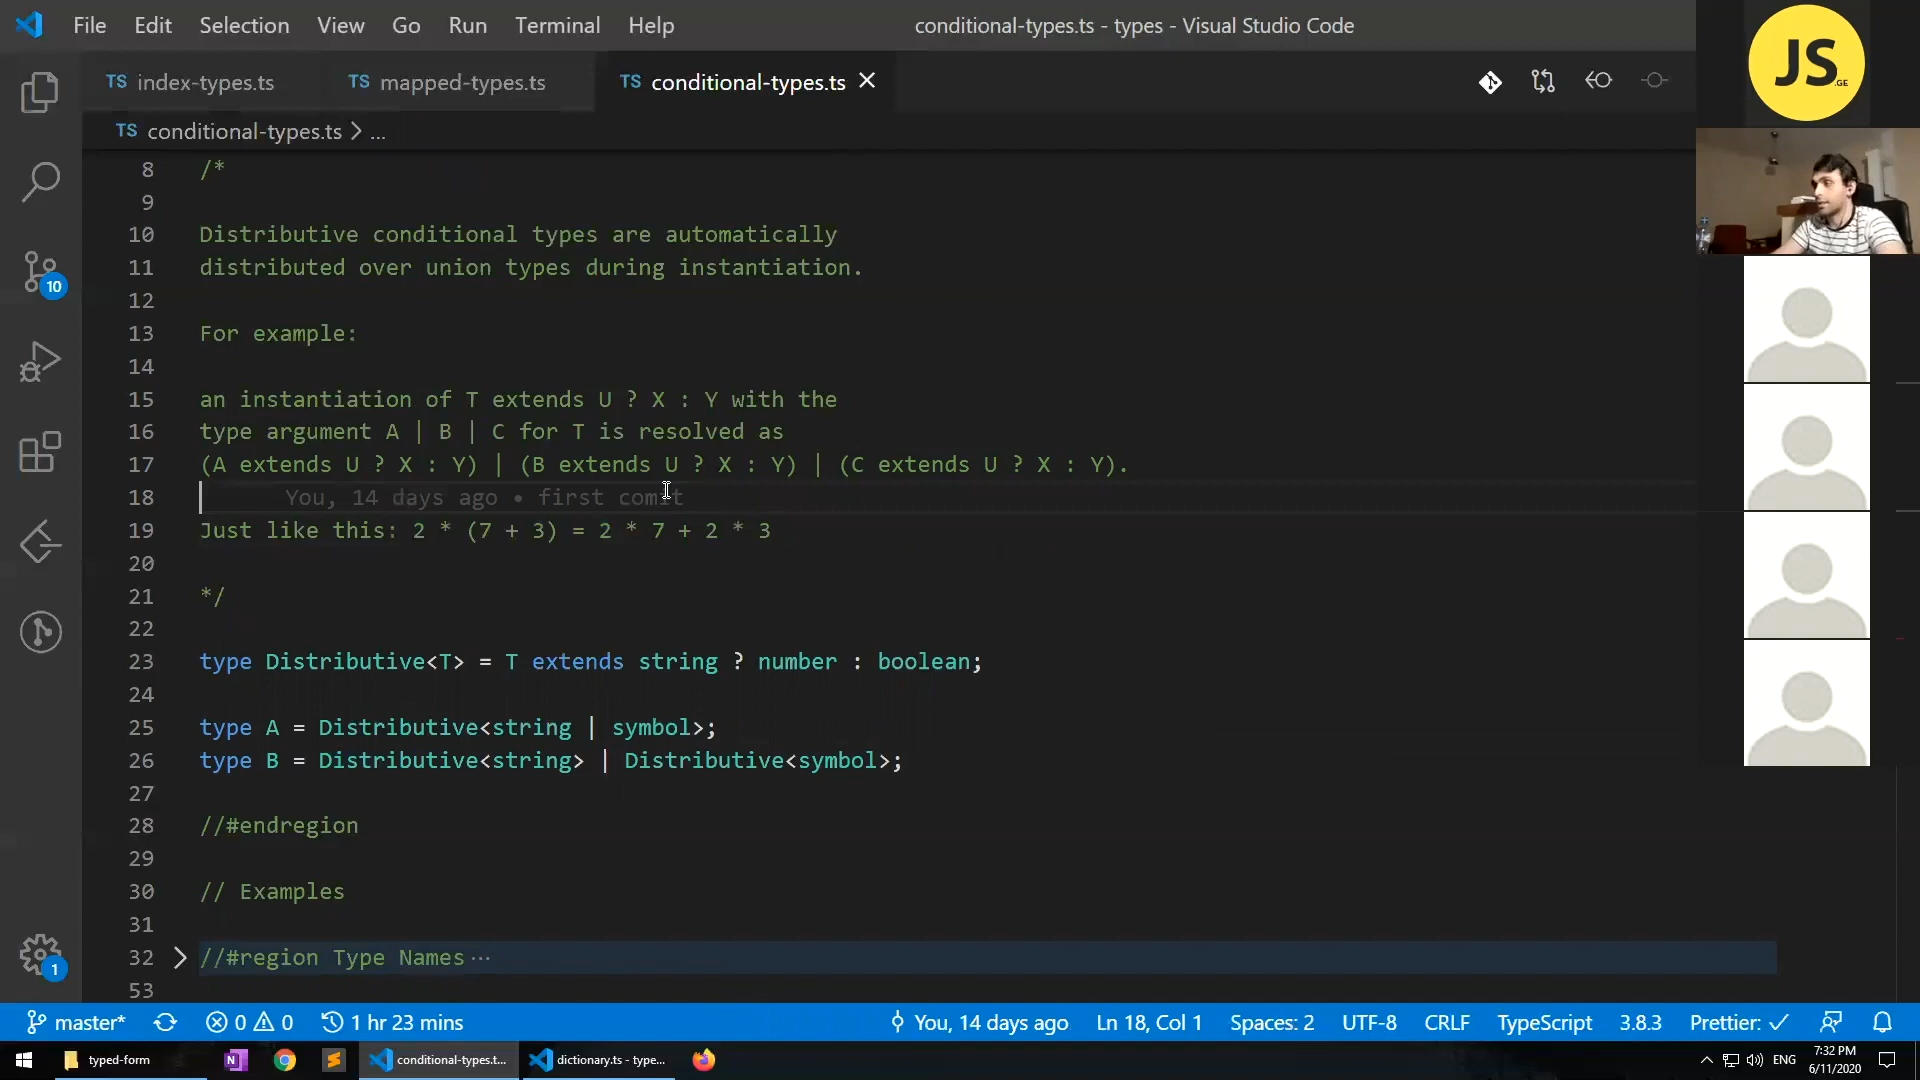 File Edit Selection View Go Run Terminal Help
conditional-types.ts - types - Visual Studio Code
JS
.GE
TS index-types.ts
TS mapped-types.ts
TS conditional-types.ts
TS conditional-types.ts > ...
8 /*
9
10 Distributive conditional types are automatically
11 distributed over union types during instantiation.
12
13 For example:
14
15 an instantiation of T extends U ? X : Y with the
16 type argument A | B | C for T is resolved as
17 (A extends U ? X : Y) | (B extends U ? X : Y) | (C extends U ? X : Y).
18 You, 14 days ago • first comit
19 Just like this: 2 * (7 + 3) = 2 * 7 + 2 * 3
20
21 */
22
23 type Distributive<T> = T extends string ? number : boolean;
24
25 type A = Distributive<string | symbol>;
26 type B = Distributive<string> | Distributive<symbol>;
27
28 //#endregion
29
30 // Examples
31
32 //#region Type Names ...
53
10
1
master* 0 0 1 hr 23 mins
You, 14 days ago Ln 18, Col 1 Spaces: 2 UTF-8 CRLF TypeScript 3.8.3 Prettier: ✓
typed-form
conditional-types.t...
dictionary.ts - type...
ENG
7:32 PM
6/11/2020